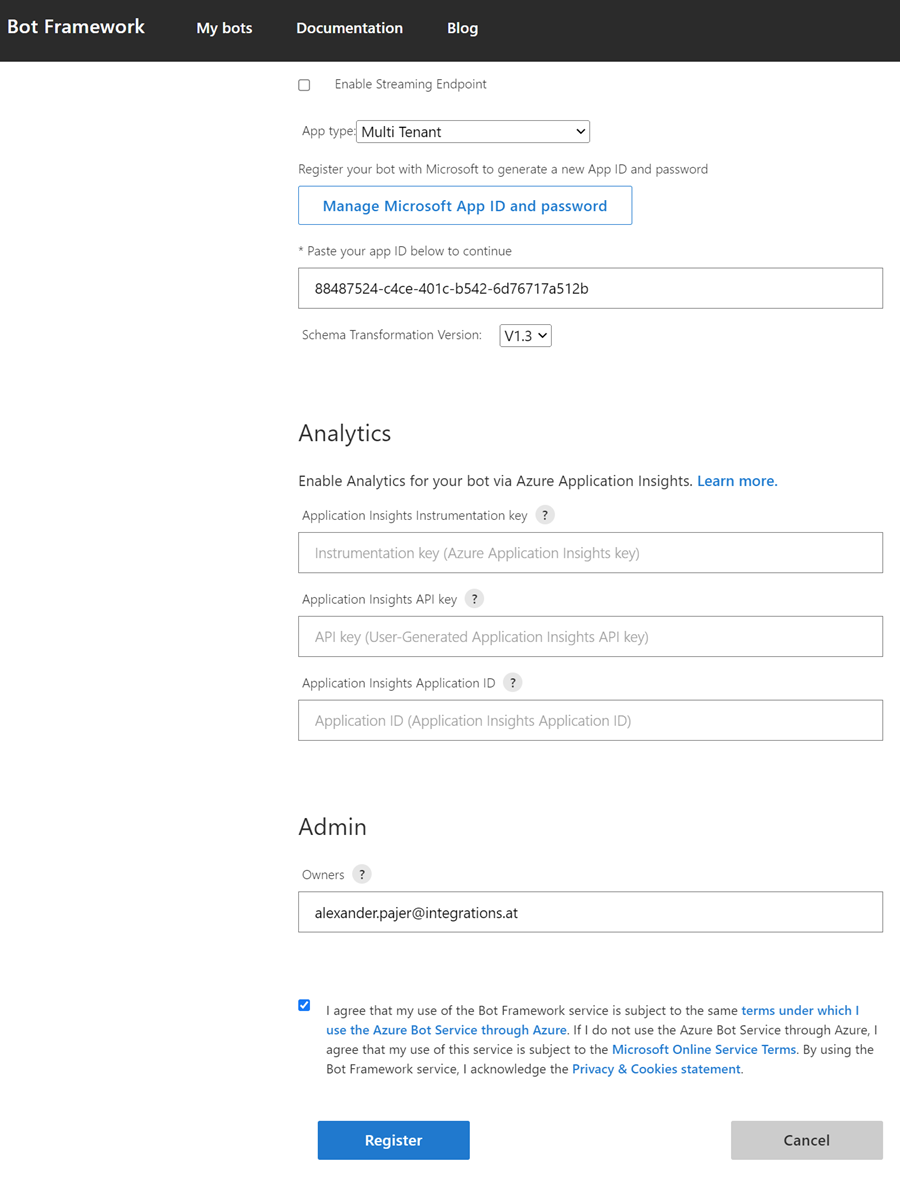 Bot Framework
My bots
Documentation
Blog
Enable Streaming Endpoint
App type: Multi Tenant
Register your bot with Microsoft to generate a new App ID and password
Manage Microsoft App ID and password
* Paste your app ID below to continue
88487524-c4ce-401c-b542-6d76717a512b
Schema Transformation Version: V1.3
Analytics
Enable Analytics for your bot via Azure Application Insights. Learn more.
Application Insights Instrumentation key ?
Instrumentation key (Azure Application Insights key)
Application Insights API key ?
API key (User-Generated Application Insights API key)
Application Insights Application ID ?
Application ID (Application Insights Application ID)
Admin
Owners ?
alexander.pajer@integrations.at
I agree that my use of the Bot Framework service is subject to the same terms under which I
use the Azure Bot Service through Azure. If I do not use the Azure Bot Service through Azure, I
agree that my use of this service is subject to the Microsoft Online Service Terms. By using the
Bot Framework service, I acknowledge the Privacy & Cookies statement.
Register
Cancel